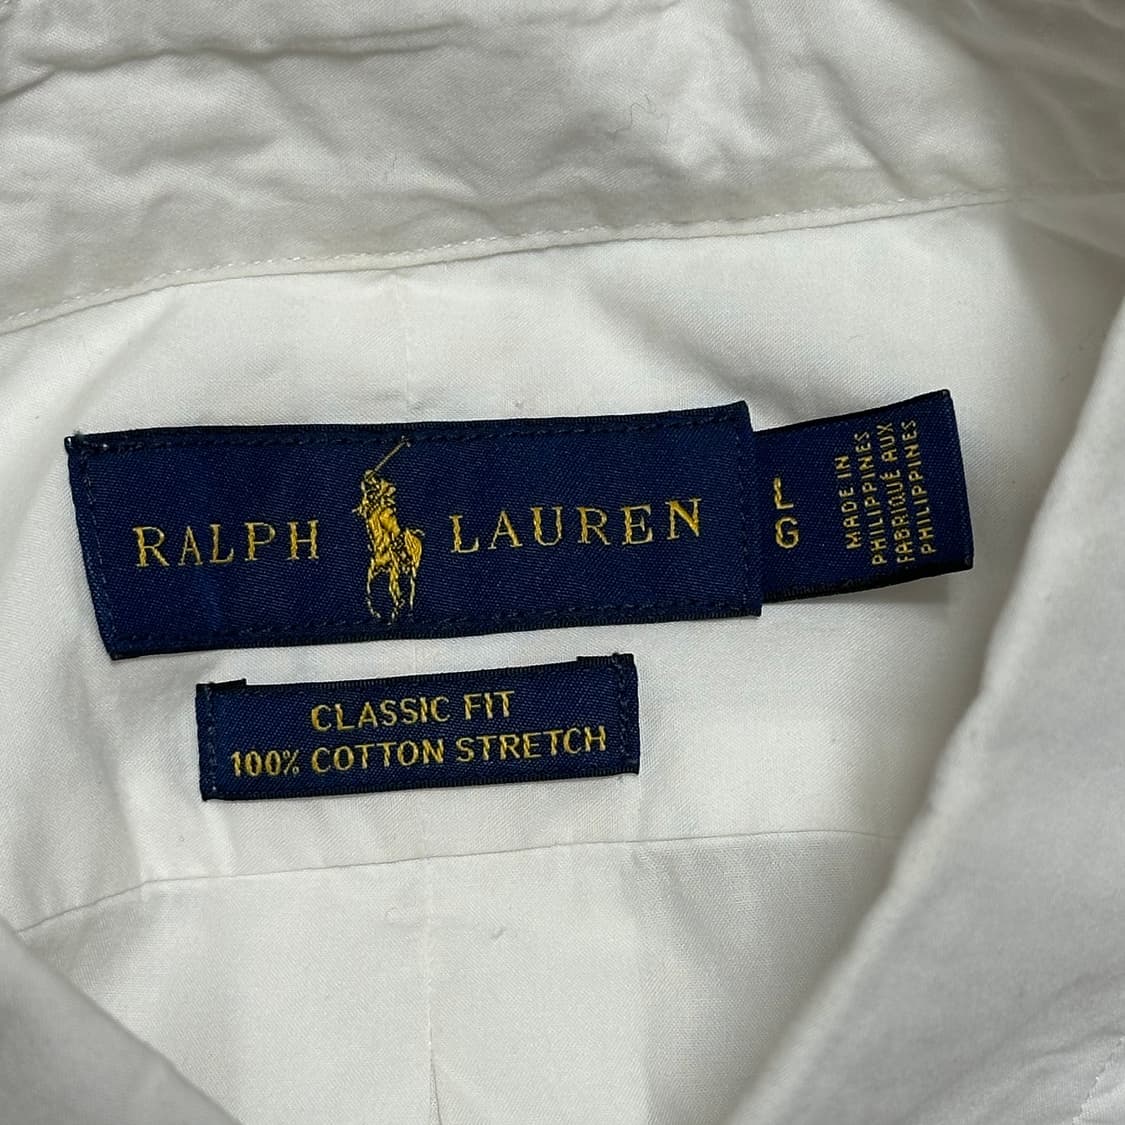 RALPH LAUREN
L
G
MADE IN
PHILIPPINES
FABRIQUÉ AUX
PHILIPPINES
CLASSIC FIT
100% COTTON STRETCH